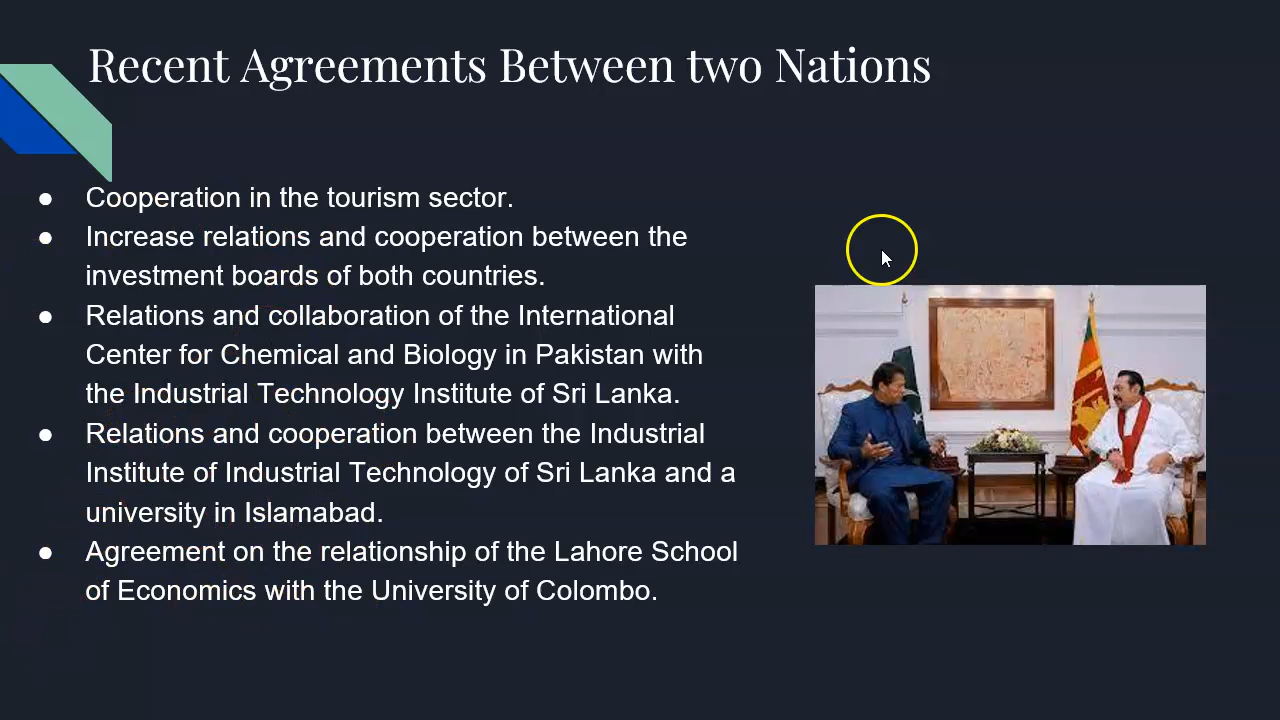 Recent Agreements Between two Nations
● Cooperation in the tourism sector.
● Increase relations and cooperation between the
investment boards of both countries.
● Relations and collaboration of the International
Center for Chemical and Biology in Pakistan with
the Industrial Technology Institute of Sri Lanka.
● Relations and cooperation between the Industrial
Institute of Industrial Technology of Sri Lanka and a
university in Islamabad.
● Agreement on the relationship of the Lahore School
of Economics with the University of Colombo.